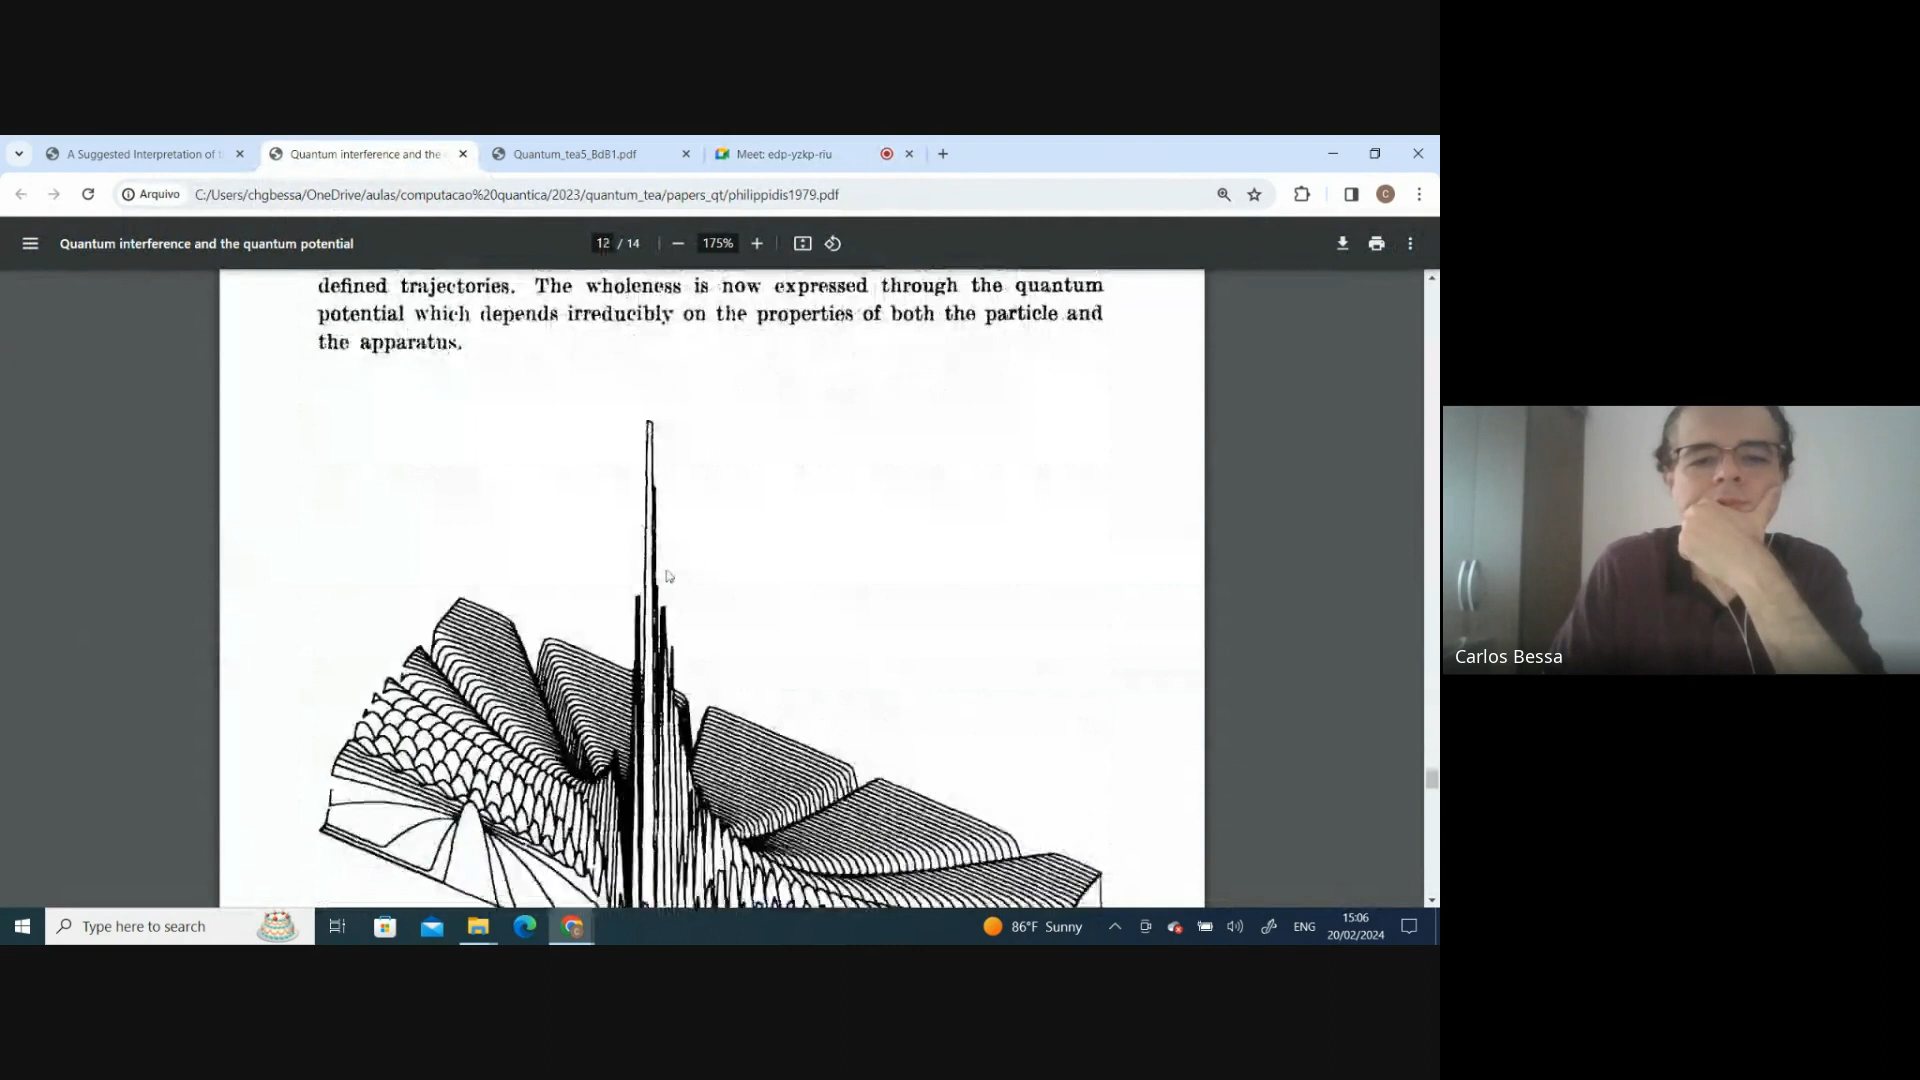 A Suggested Interpretation of t
Quantum interference and the
Quantum_tea5_BdB1.pdf
Meet: edp-yzkp-riu
Arquivo
C:/Users/chgbessa/OneDrive/aulas/computacao%20quantica/2023/quantum_tea/papers_qt/philippidis1979.pdf
C
Quantum interference and the quantum potential
12 / 14
175%
defined trajectories. The wholeness is now expressed through the quantum
potential which depends irreducibly on the properties of both the particle and
the apparatus.
Carlos Bessa
Type here to search
86°F Sunny
ENG
15:06
20/02/2024